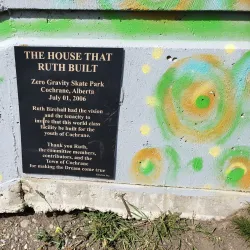 THE HOUSE THAT
RUTH BUILT
Zero Gravity Skate Park
Cochrane, Alberta
July 01, 2006
Ruth Birchall had the vision
and the tenacity to
insure that this world class
facility be built for the
youth of Cochrane.
Thank you Ruth,
the committee members,
contributors, and the
Town of Cochrane
for making the Dream come true